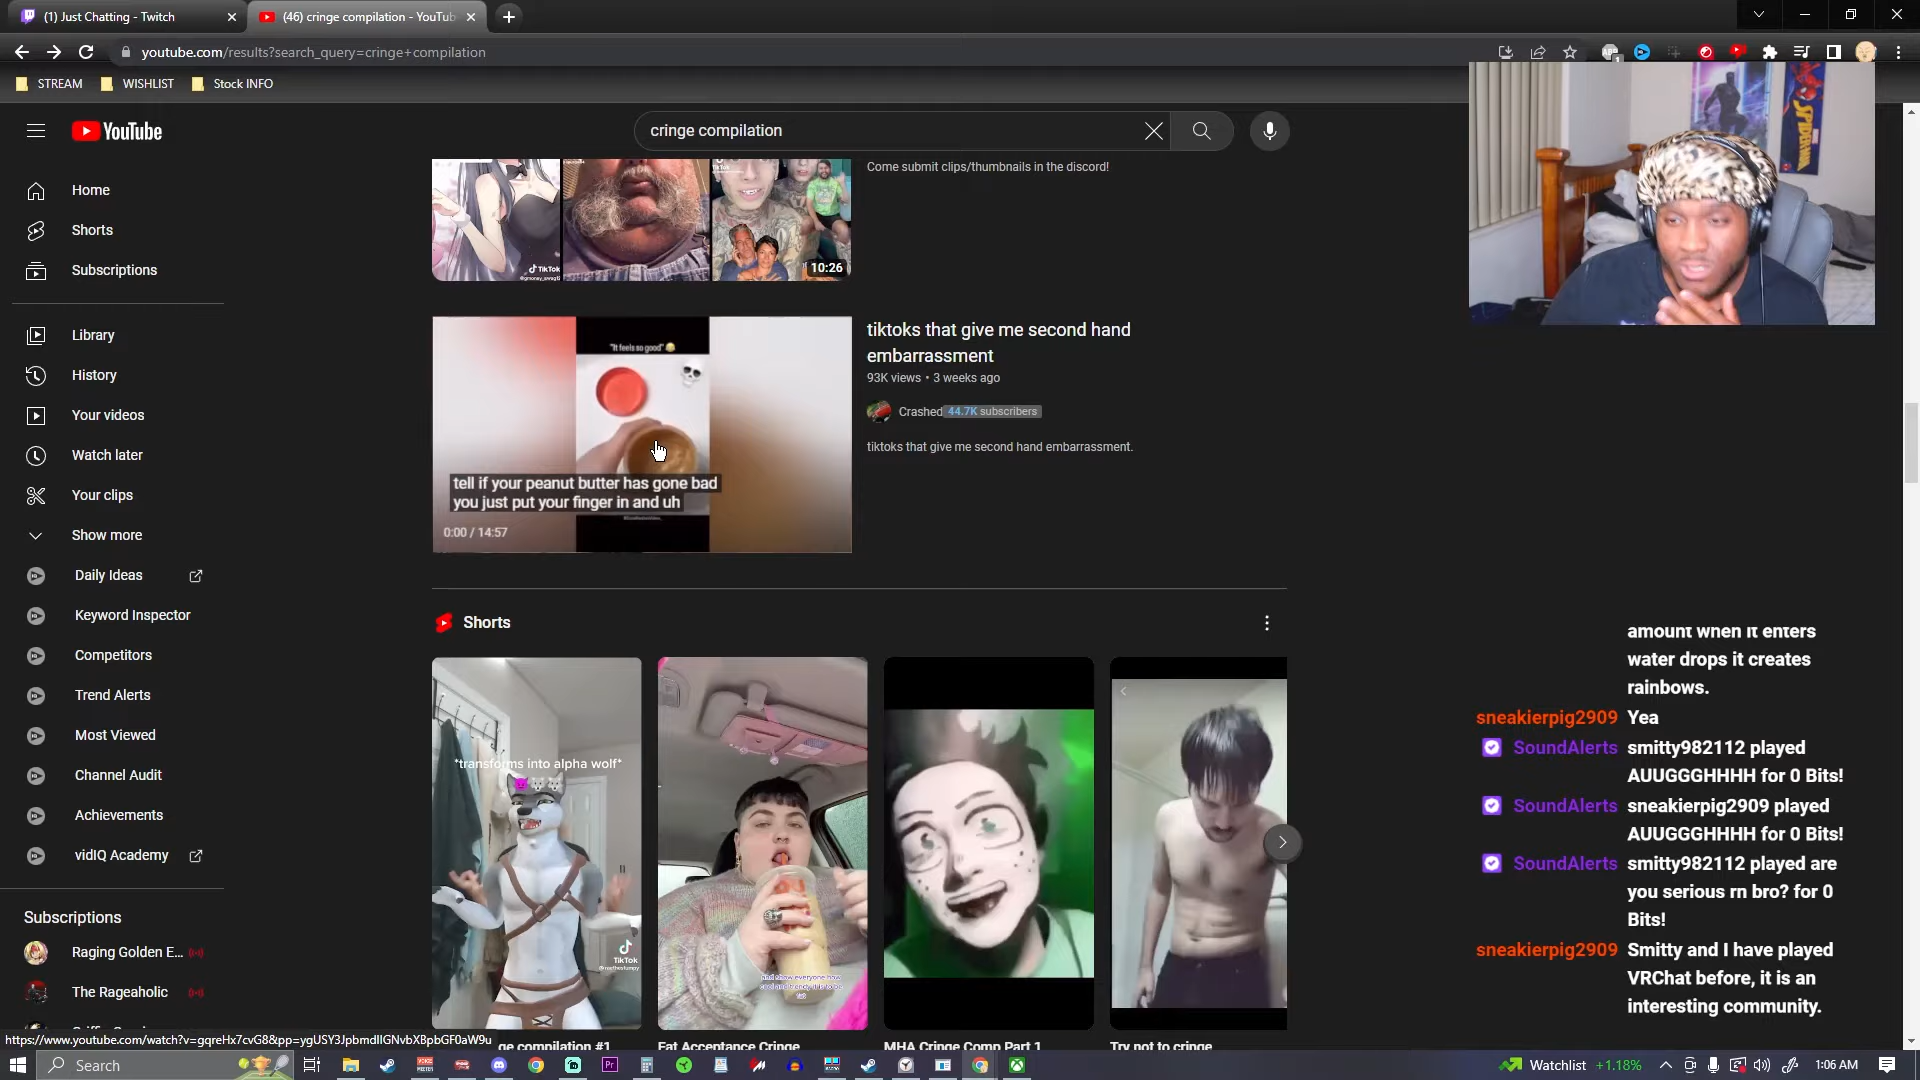 (1) Just Chatting - Twitch
(46) cringe compilation - YouTub
youtube.com/results?search_query=cringe+compilation
STREAM
WISHLIST
Stock INFO
YouTube
cringe compilation
Home
Shorts
Subscriptions
Library
History
Your videos
Watch later
Your clips
Show more
Daily Ideas
Keyword Inspector
Competitors
Trend Alerts
Most Viewed
Channel Audit
Achievements
vidIQ Academy
Subscriptions
Raging Golden E...
The Rageaholic
TikTok
TikTok
10:26
Come submit clips/thumbnails in the discord!
"It feels so good"
tell if your peanut butter has gone bad
you just put your finger in and uh
0:00 / 14:57
tiktoks that give me second hand
embarrassment
93K views • 3 weeks ago
Crashed 44.7K subscribers
tiktoks that give me second hand embarrassment.
Shorts
*transforms into alpha wolf*
TikTok
ge compilation #1
Fat Acceptance Cringe
MHA Cringe Comp Part 1
Try not to cringe
SPIDER
amount when it enters
water drops it creates
rainbows.
sneakierpig2909 Yea
SoundAlerts smitty982112 played
AUUGGGHHHH for 0 Bits!
SoundAlerts sneakierpig2909 played
AUUGGGHHHH for 0 Bits!
SoundAlerts smitty982112 played are
you serious rn bro? for 0
Bits!
sneakierpig2909 Smitty and I have played
VRChat before, it is an
interesting community.
https://www.youtube.com/watch?v=gqreHx7cvG8&pp=ygUSY3JpbmdlIGNvbXBpbGF0aW9u
Search
Watchlist +1.18%
1:06 AM